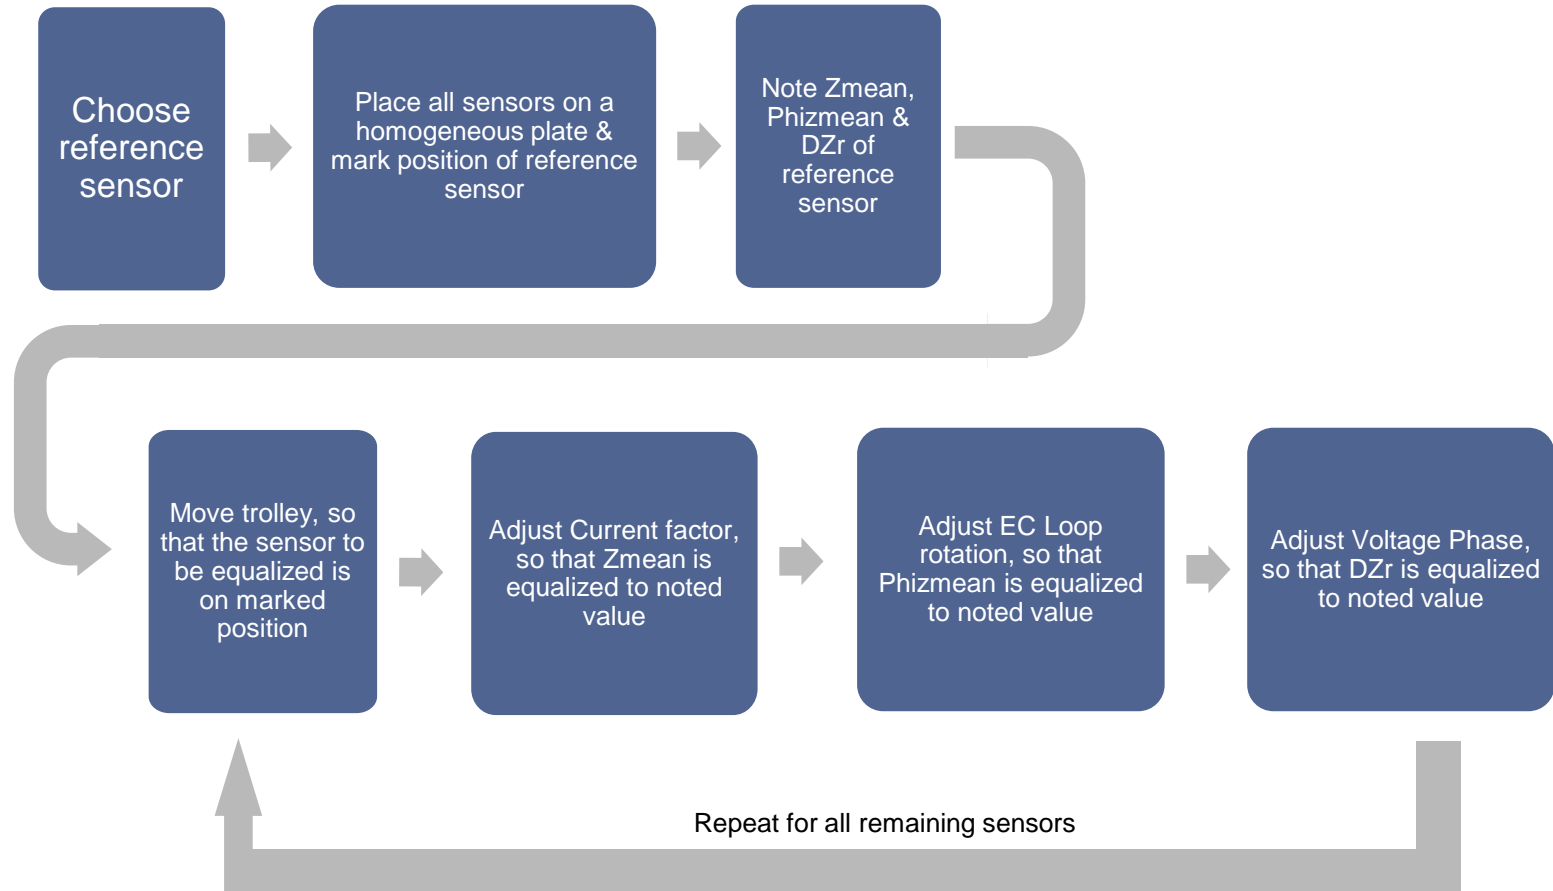 Choose
reference
sensor
Place all sensors on a
homogeneous plate &
mark position of reference
sensor
Note Zmean,
Phizmean &
DZr of
reference
sensor
Move trolley, so
that the sensor to
be equalized is
on marked
position
Adjust Current factor,
so that Zmean is
equalized to noted
value
Adjust EC Loop
rotation, so that
Phizmean is equalized
to noted value
Adjust Voltage Phase,
so that DZr is equalized
to noted value
Repeat for all remaining sensors